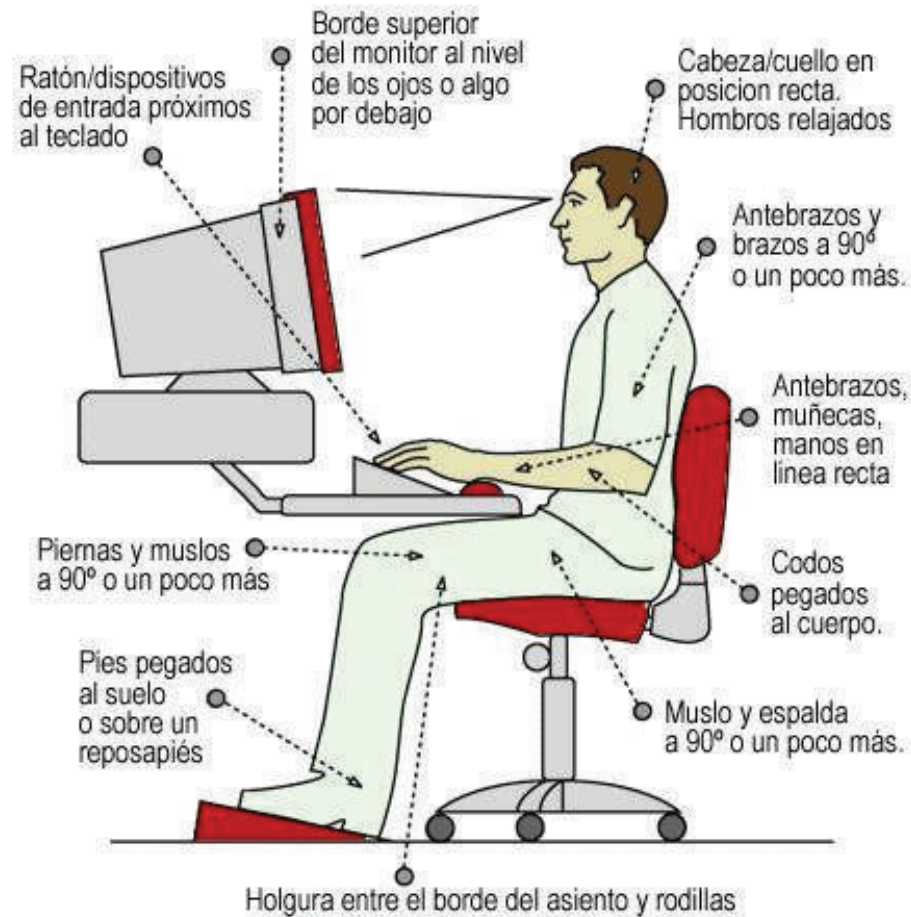 Borde superior
del monitor al nivel
de los ojos o algo
por debajo
Ratón/dispositivos
de entrada próximos
al teclado
Cabeza/cuello en
posicion recta.
Hombros relajados
Antebrazos y
brazos a 90º
o un poco más.
Antebrazos,
muñecas,
manos en
línea recta
Piernas y muslos
a 90º o un poco más
Codos
pegados
al cuerpo.
Pies pegados
al suelo
o sobre un
reposapiés
Muslo y espalda
a 90º o un poco más.
Holgura entre el borde del asiento y rodillas